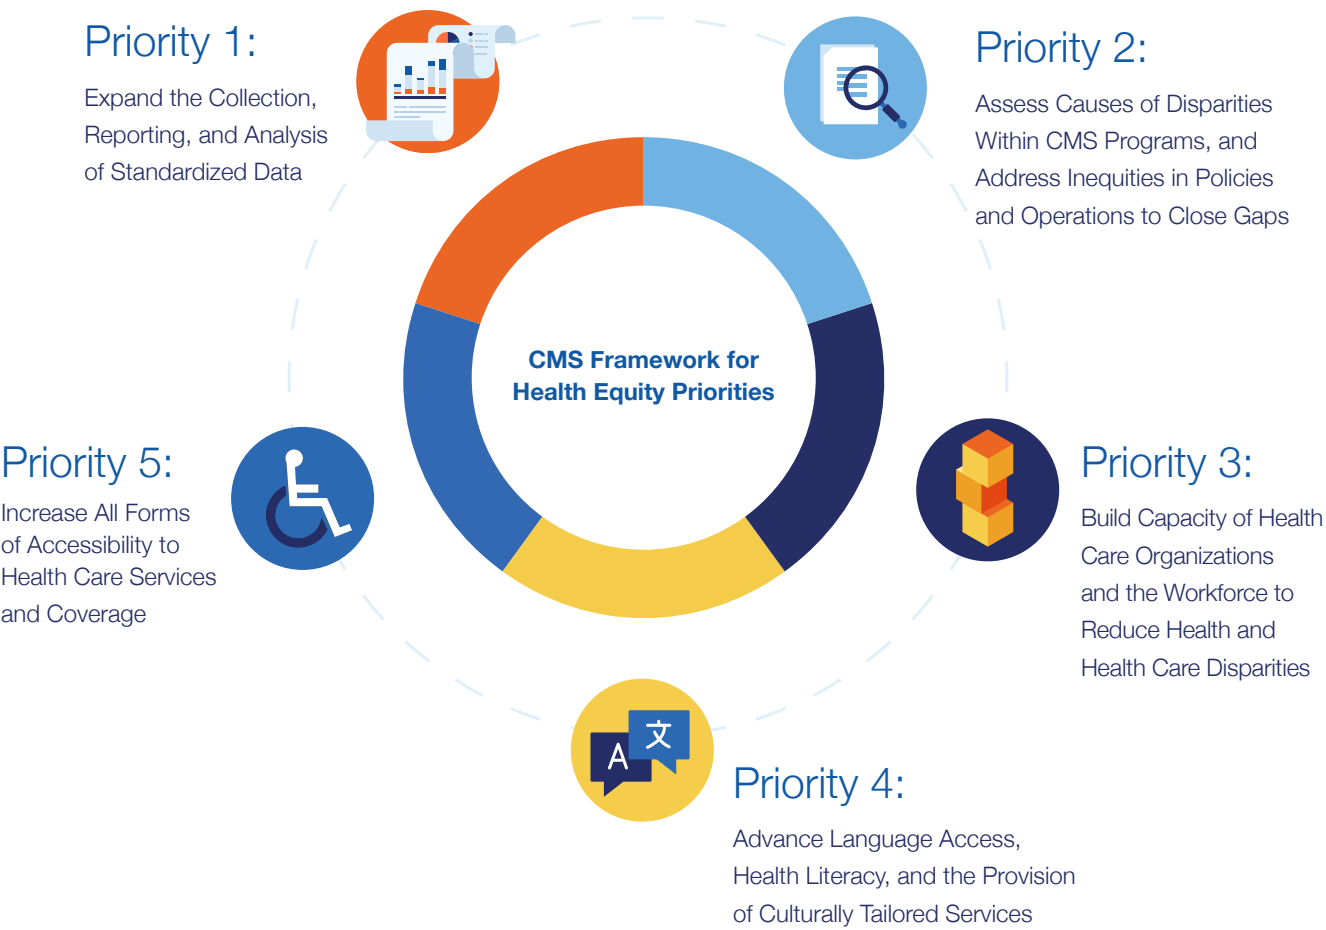 Priority 1:
Expand the Collection,
Reporting, and Analysis
of Standardized Data
Priority 2:
Assess Causes of Disparities
Within CMS Programs, and
Address Inequities in Policies
and Operations to Close Gaps
CMS Framework for
Health Equity Priorities
Priority 3:
Build Capacity of Health
Care Organizations
and the Workforce to
Reduce Health and
Health Care Disparities
Priority 4:
Advance Language Access,
Health Literacy, and the Provision
of Culturally Tailored Services
A
文
Priority 5:
Increase All Forms
of Accessibility to
Health Care Services
and Coverage